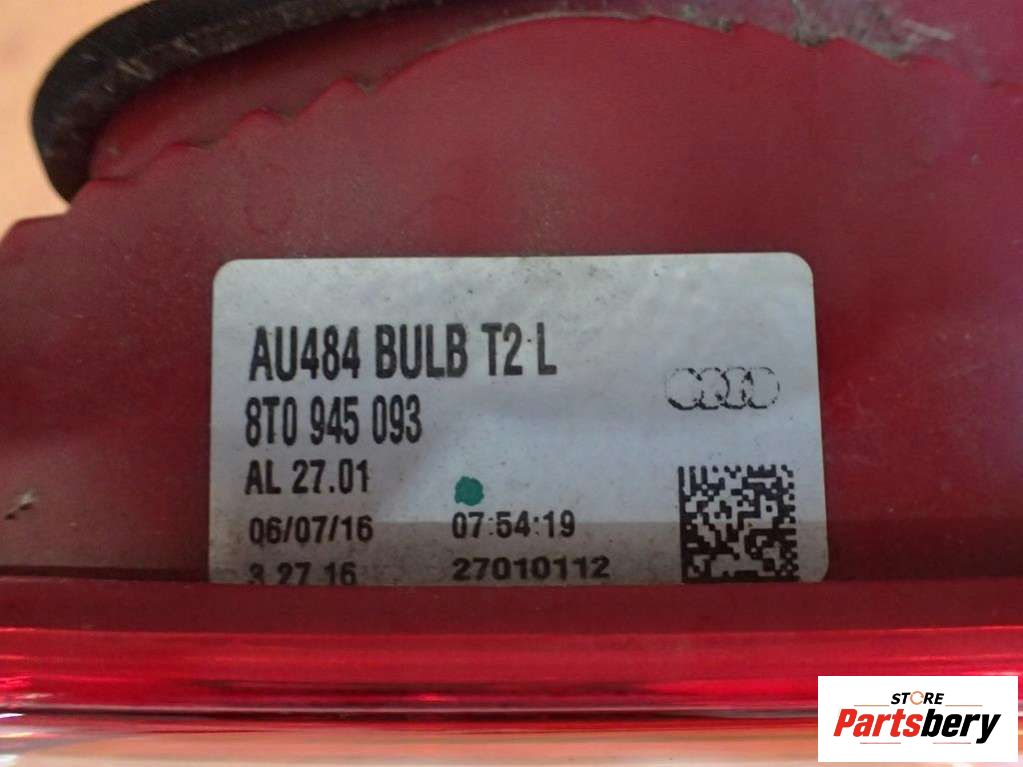 AU484 BULB T2 L
8T0 945 093
AL 27.01
06/07/16 07:54:19
3 27 16 27010112
STORE
Partsbery